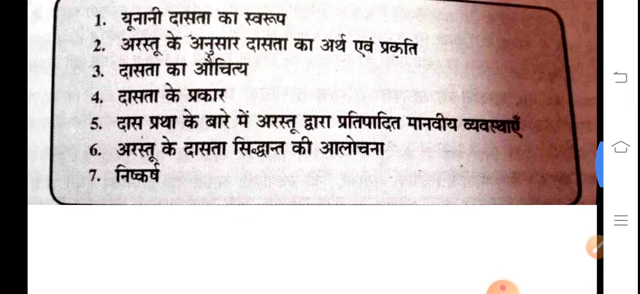 1. यूनानी दासता का स्वरूप
2. अरस्तू के अनुसार दासता का अर्थ एवं प्रकृति
3. दासता का औचित्य
4. दासता के प्रकार
5. दास प्रथा के बारे में अरस्तू द्वारा प्रतिपादित मानवीय व्यवस्थाएँ
6. अरस्तू के दासता सिद्धान्त की आलोचना
7. निष्कर्ष